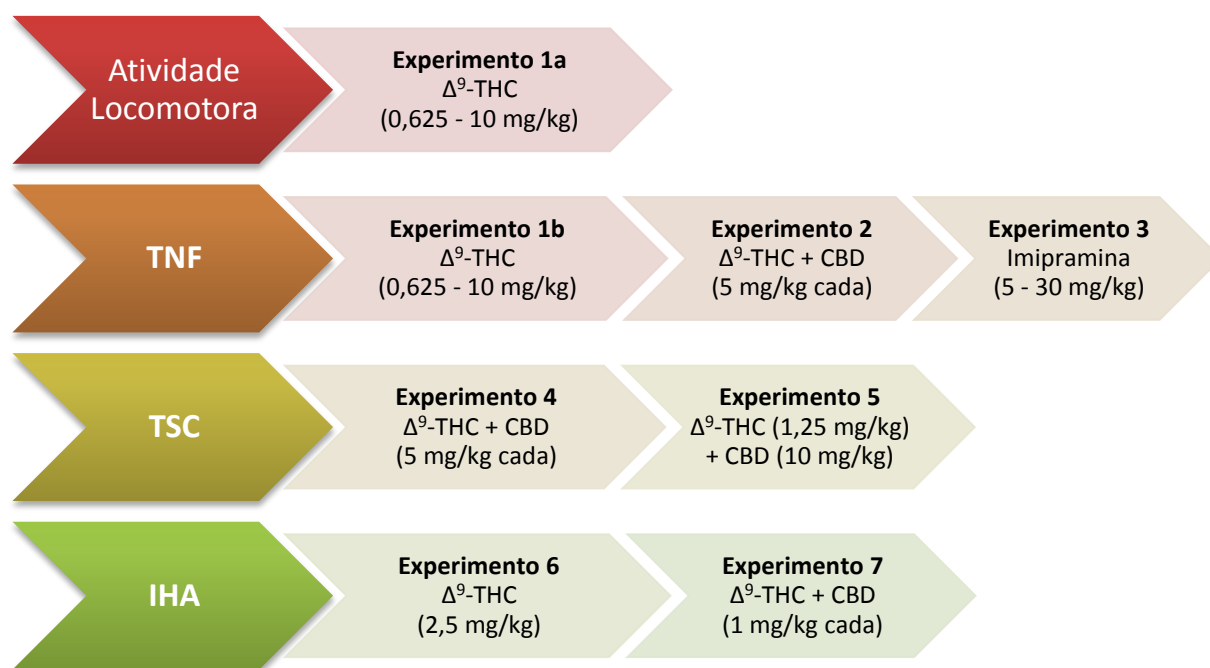 Atividade
Locomotora
Experimento 1a
Δ⁹-THC
(0,625 - 10 mg/kg)
TNF
Experimento 1b
Δ⁹-THC
(0,625 - 10 mg/kg)
Experimento 2
Δ⁹-THC + CBD
(5 mg/kg cada)
Experimento 3
Imipramina
(5 - 30 mg/kg)
TSC
Experimento 4
Δ⁹-THC + CBD
(5 mg/kg cada)
Experimento 5
Δ⁹-THC (1,25 mg/kg)
+ CBD (10 mg/kg)
IHA
Experimento 6
Δ⁹-THC
(2,5 mg/kg)
Experimento 7
Δ⁹-THC + CBD
(1 mg/kg cada)